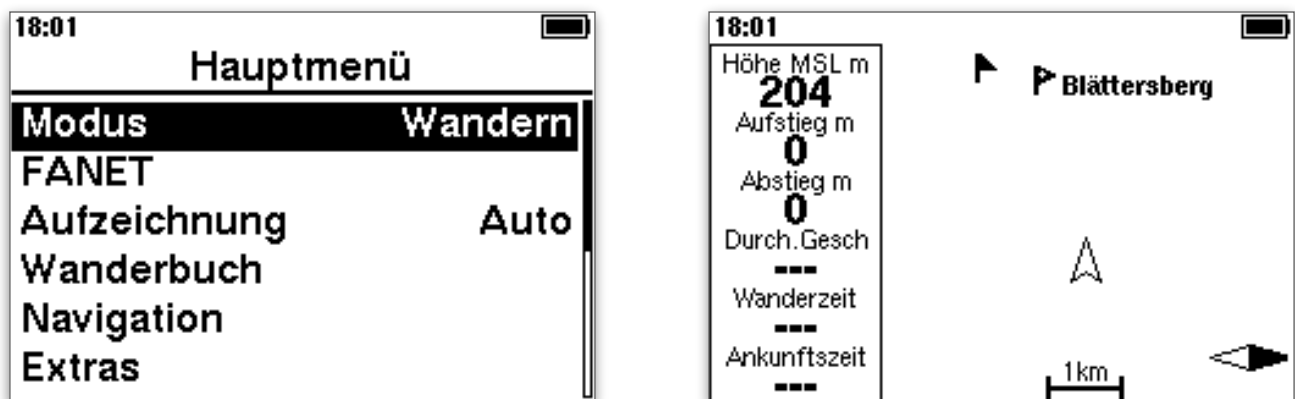 18:01
Hauptmenü
Modus Wandern
FANET
Aufzeichnung Auto
Wanderbuch
Navigation
Extras
18:01
Höhe MSL m
204
Aufstieg m
0
Abstieg m
0
Durch.Gesch
---
Wanderzeit
---
Ankunftszeit
---
Blättersberg
1km